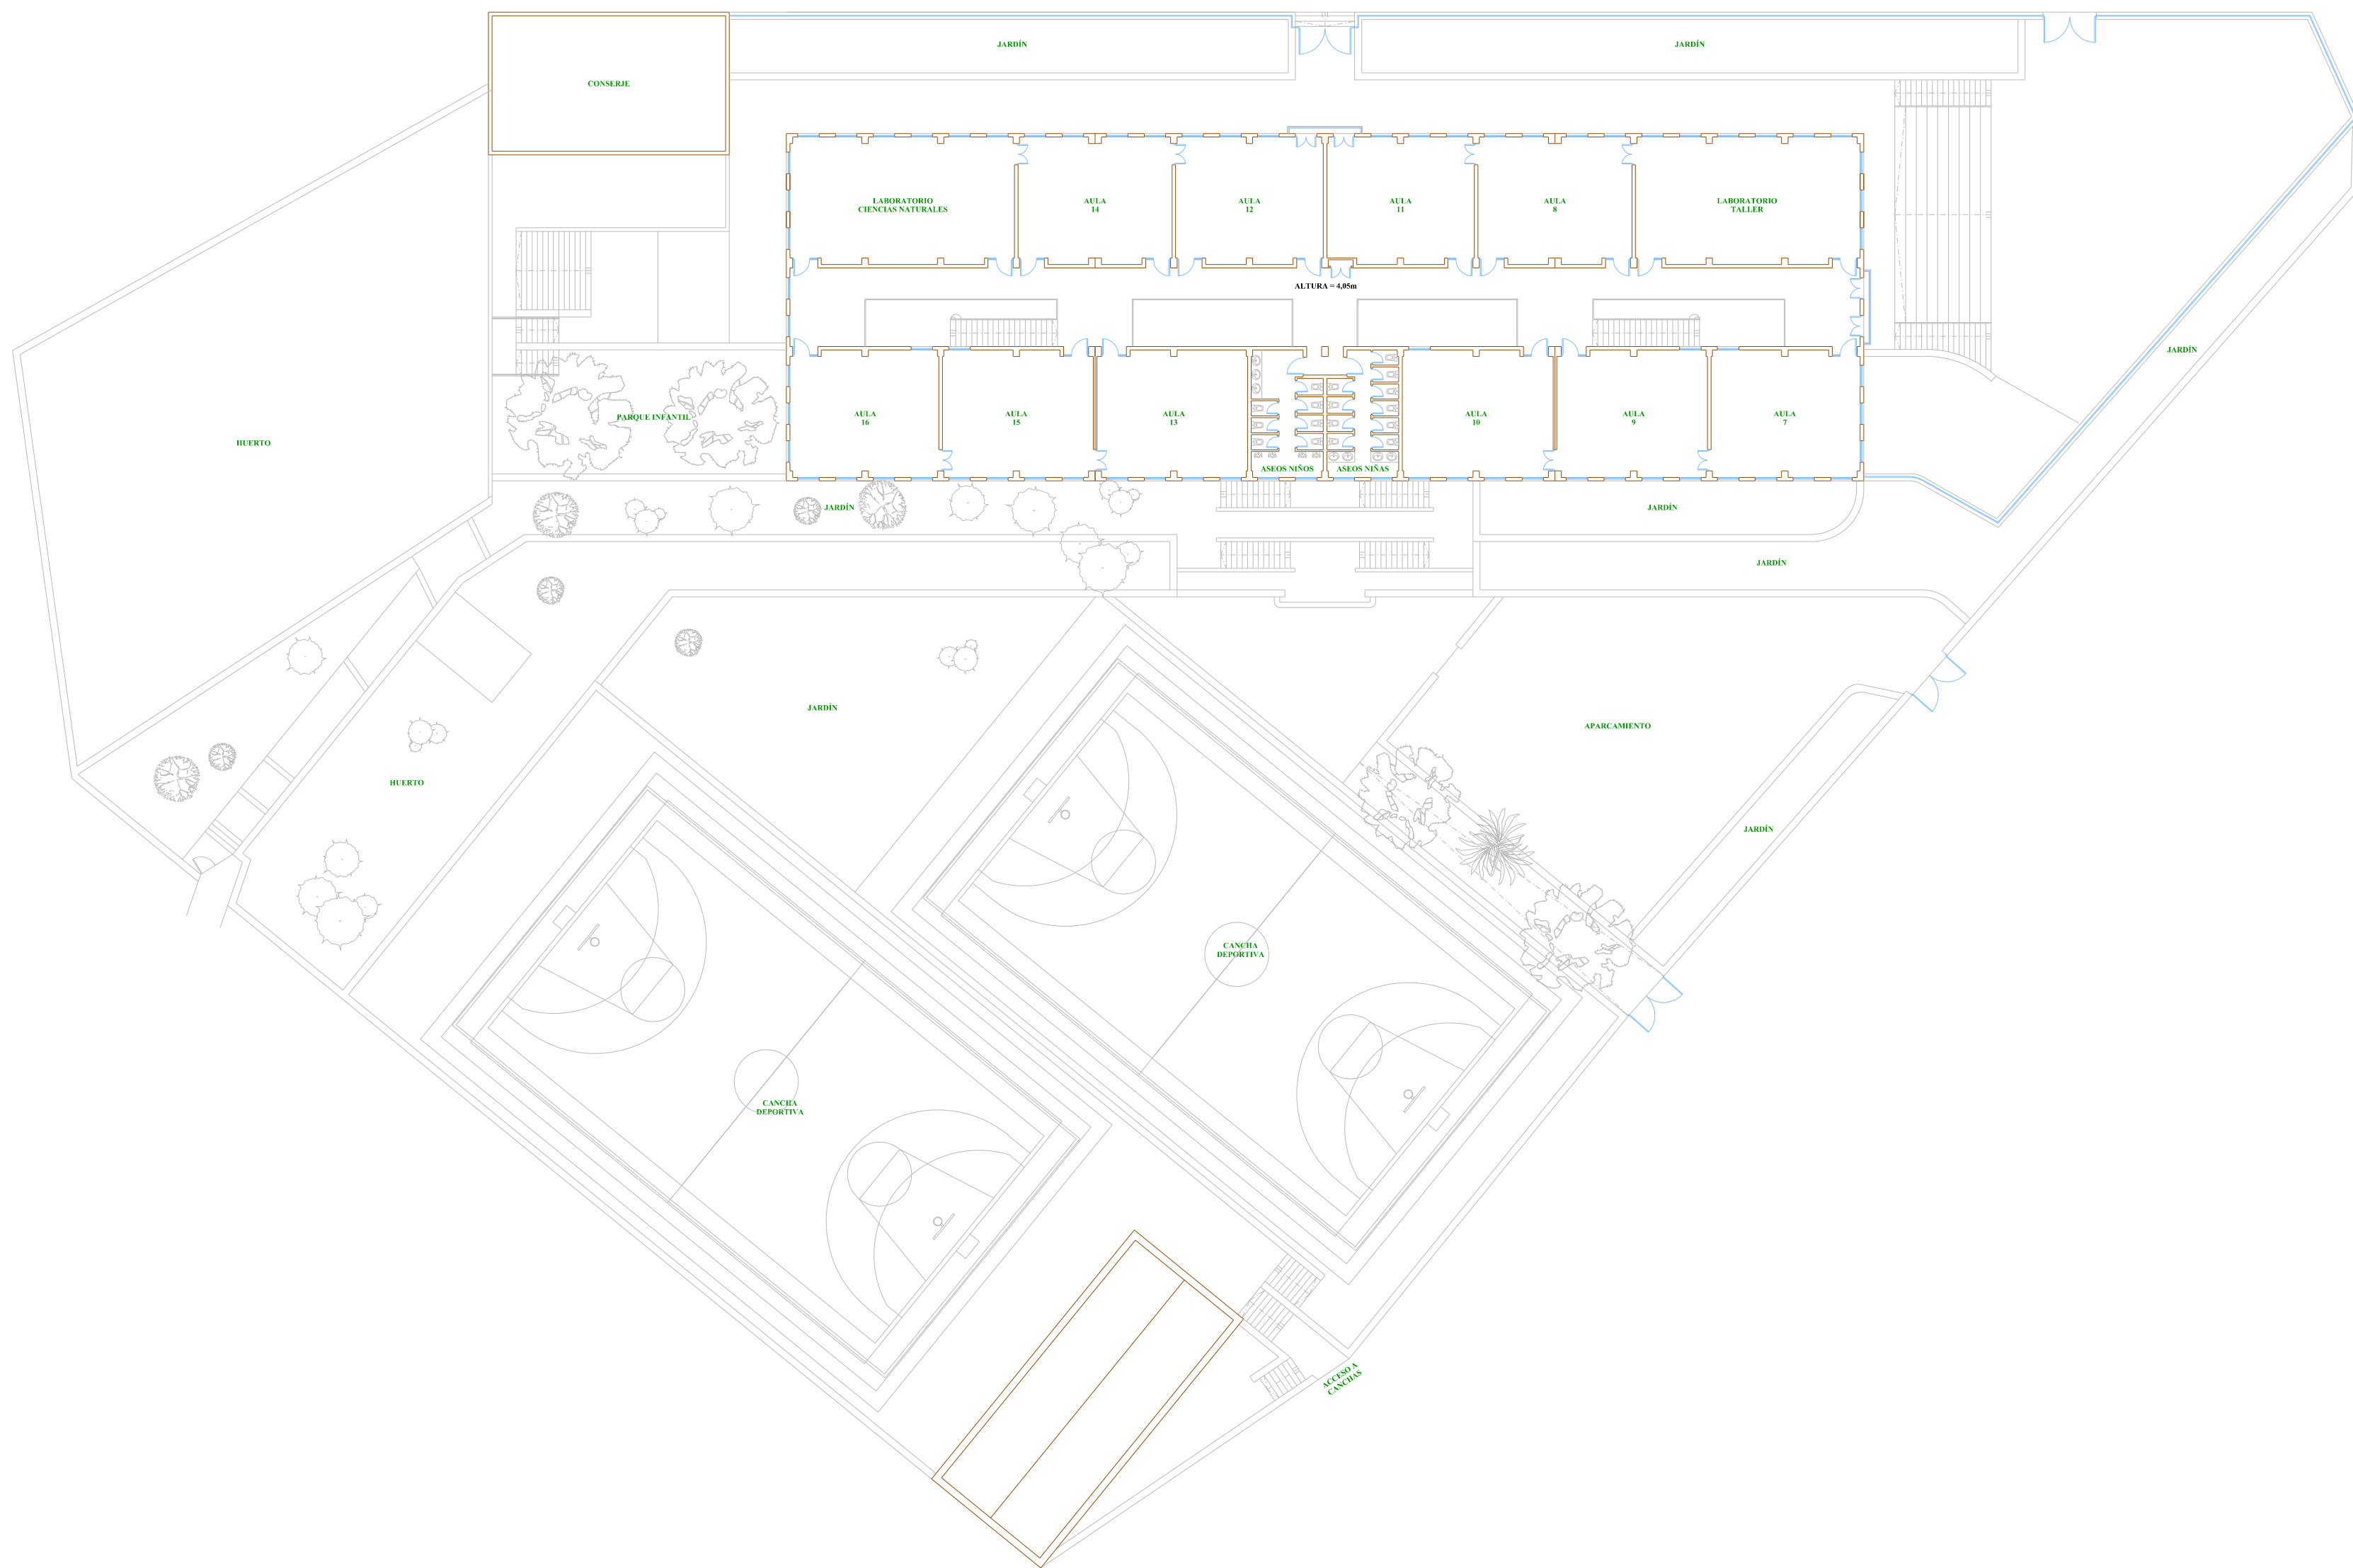 JARDÍN
JARDÍN
CONSERJE
LABORATORIO
CIENCIAS NATURALES
AULA
14
AULA
12
AULA
11
AULA
8
LABORATORIO
TALLER
ALTURA = 4,05m
JARDÍN
HUERTO
PARQUE INFANTIL
AULA
16
AULA
15
AULA
13
ASEOS NIÑOS
ASEOS NIÑAS
AULA
10
AULA
9
AULA
7
JARDÍN
JARDÍN
JARDÍN
JARDÍN
APARCAMIENTO
HUERTO
JARDÍN
CANCHA
DEPORTIVA
CANCHA
DEPORTIVA
ACCESO A
CANCHAS